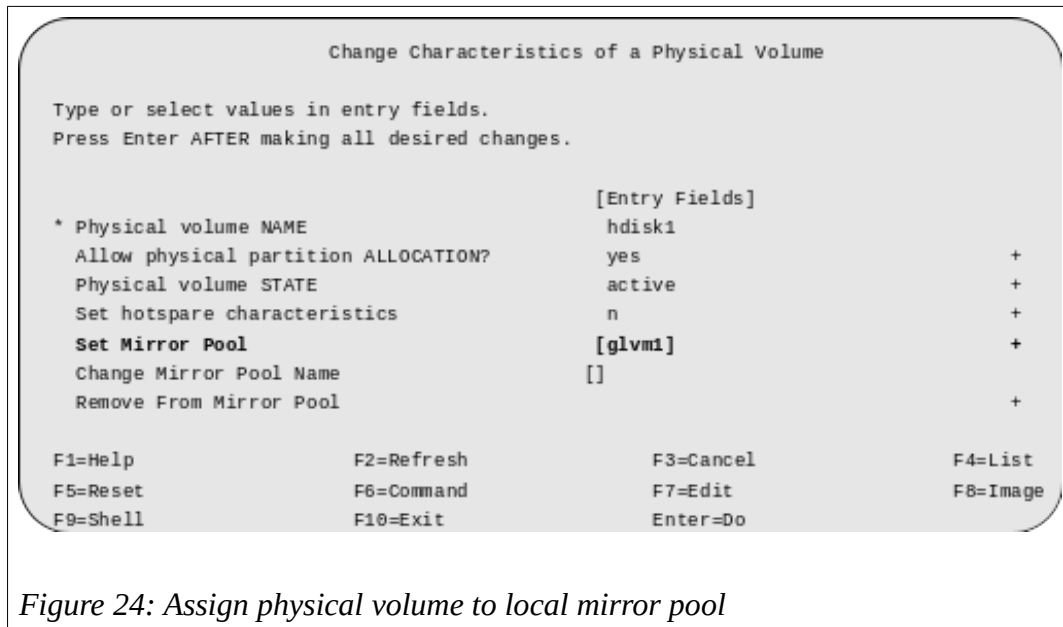 Change Characteristics of a Physical Volume
Type or select values in entry fields.
Press Enter AFTER making all desired changes.
[Entry Fields]
* Physical volume NAME hdisk1
Allow physical partition ALLOCATION? yes +
Physical volume STATE active +
Set hotspare characteristics n +
Set Mirror Pool [glvm1] +
Change Mirror Pool Name []
Remove From Mirror Pool +
F1=Help F2=Refresh F3=Cancel F4=List
F5=Reset F6=Command F7=Edit F8=Image
F9=Shell F10=Exit Enter=Do
Figure 24: Assign physical volume to local mirror pool